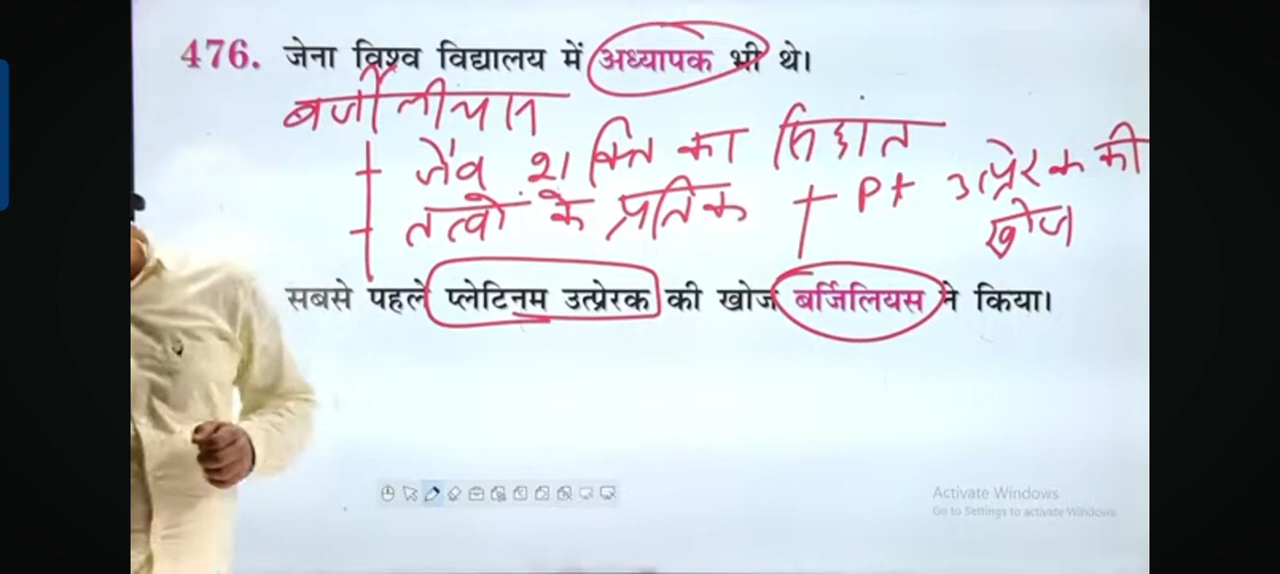 476. जेना विश्व विद्यालय में अध्यापक भी थे।
बर्जीलीयस
जैव शक्ति का सिद्दात
तत्वों के प्रतिक
Pt उत्प्रेरक की
खोज
सबसे पहले प्लेटिनम उत्प्रेरक की खोज बर्जिलियस ने किया।
Activate Windows
Go to Settings to activate Windows.